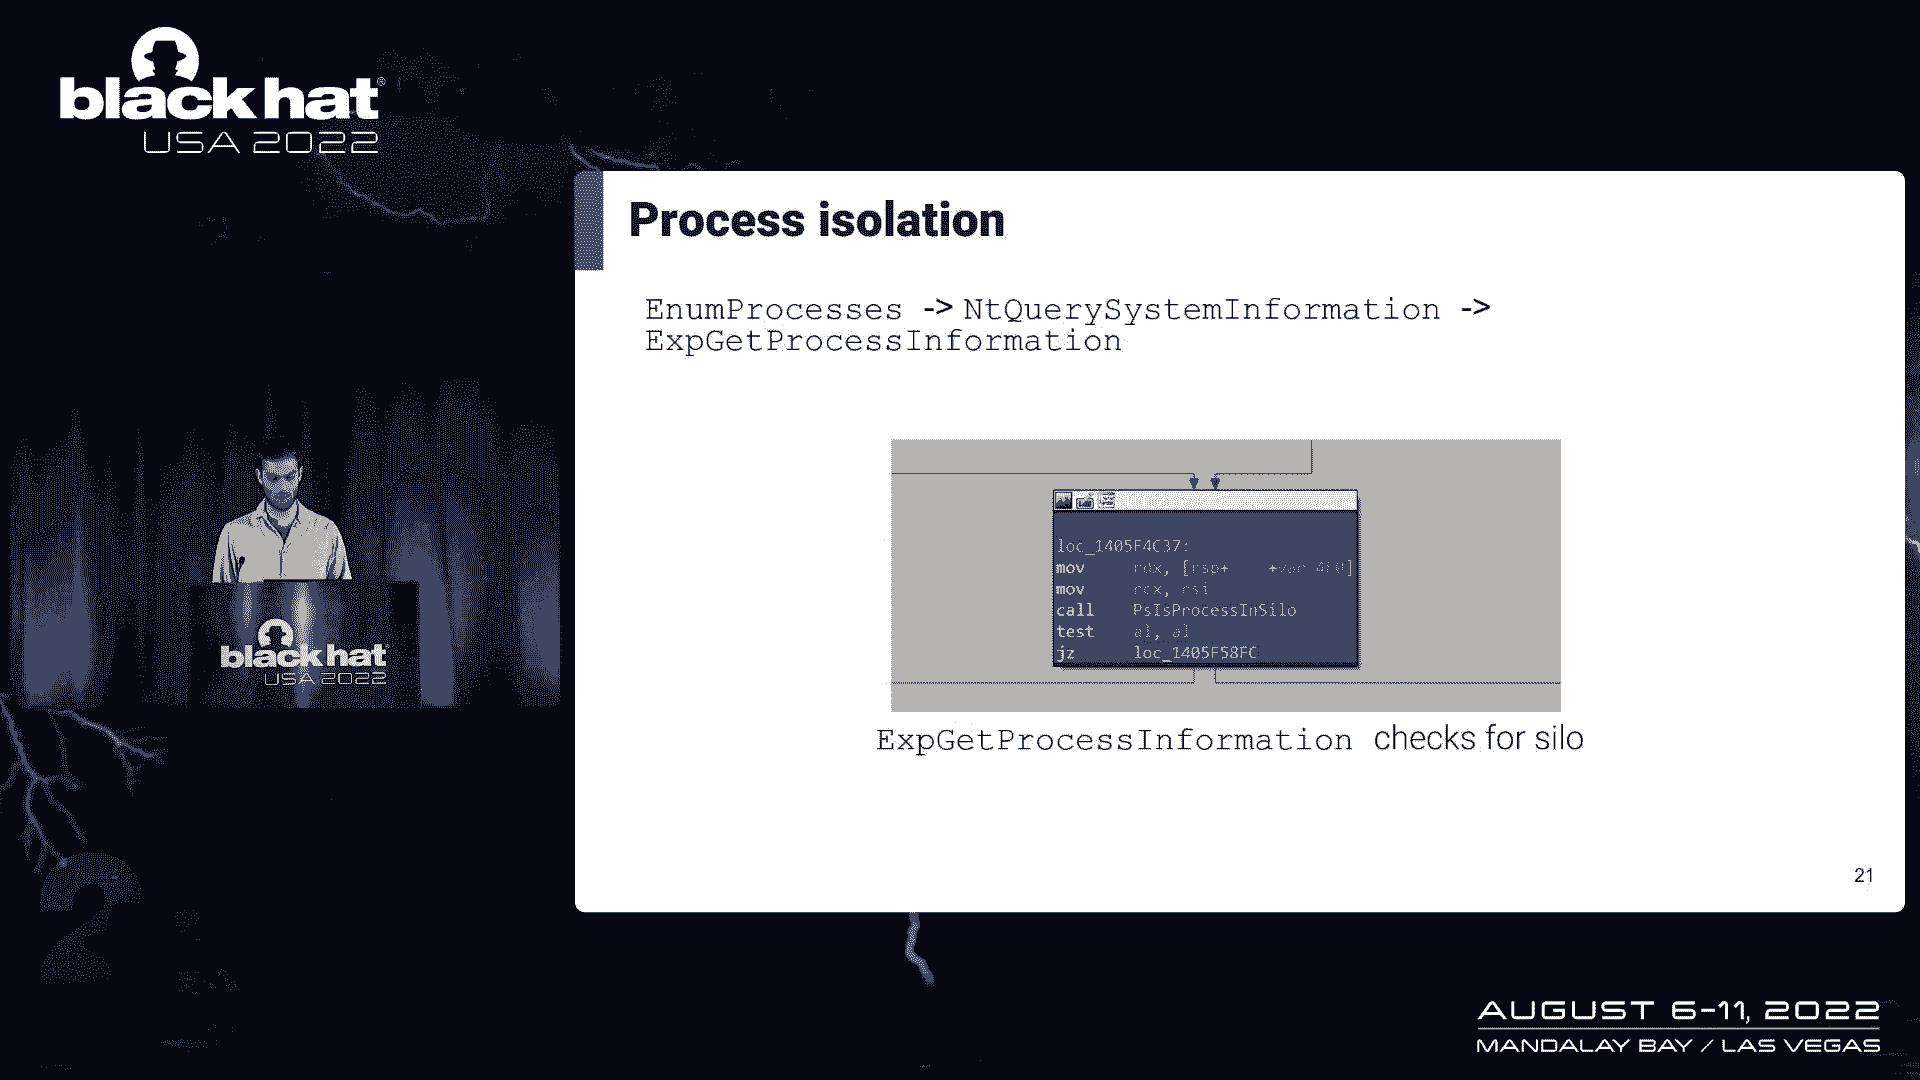 black hat®
USA 2022
Process isolation
EnumProcesses -> NtQuerySystemInformation ->
ExpGetProcessInformation
loc_1405F4C37:
mov rdx, [rsp+ +var_4F0]
mov rcx, rsi
call PsIsProcessInSilo
test al, al
jz loc_1405F58FC
ExpGetProcessInformation checks for silo
21
black hat
USA 2022
AUGUST 6-11, 2022
MANDALAY BAY / LAS VEGAS